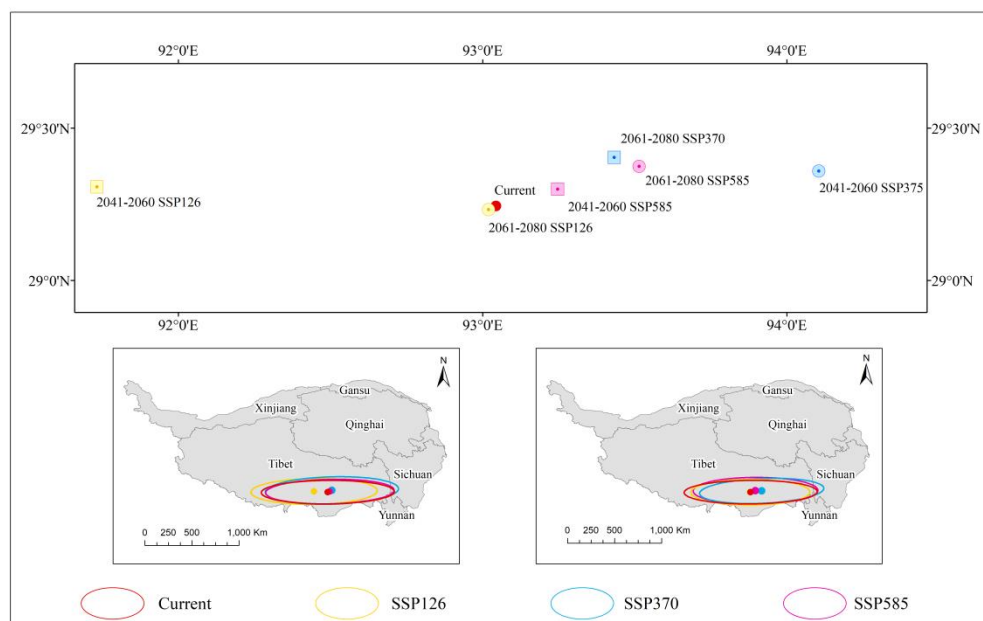 92°0'E 93°0'E 94°0'E
29°30'N 29°30'N
2061-2080 SSP370
2061-2080 SSP585
2041-2060 SSP375
Current
2041-2060 SSP126
2041-2060 SSP585
2061-2080 SSP126
29°0'N 29°0'N
92°0'E 93°0'E 94°0'E
N
Gansu
Xinjiang
Qinghai
Tibet
Sichuan
Yunnan
0 250 500 1,000 Km
N
Gansu
Xinjiang
Qinghai
Tibet
Sichuan
Yunnan
0 250 500 1,000 Km
Current SSP126 SSP370 SSP585